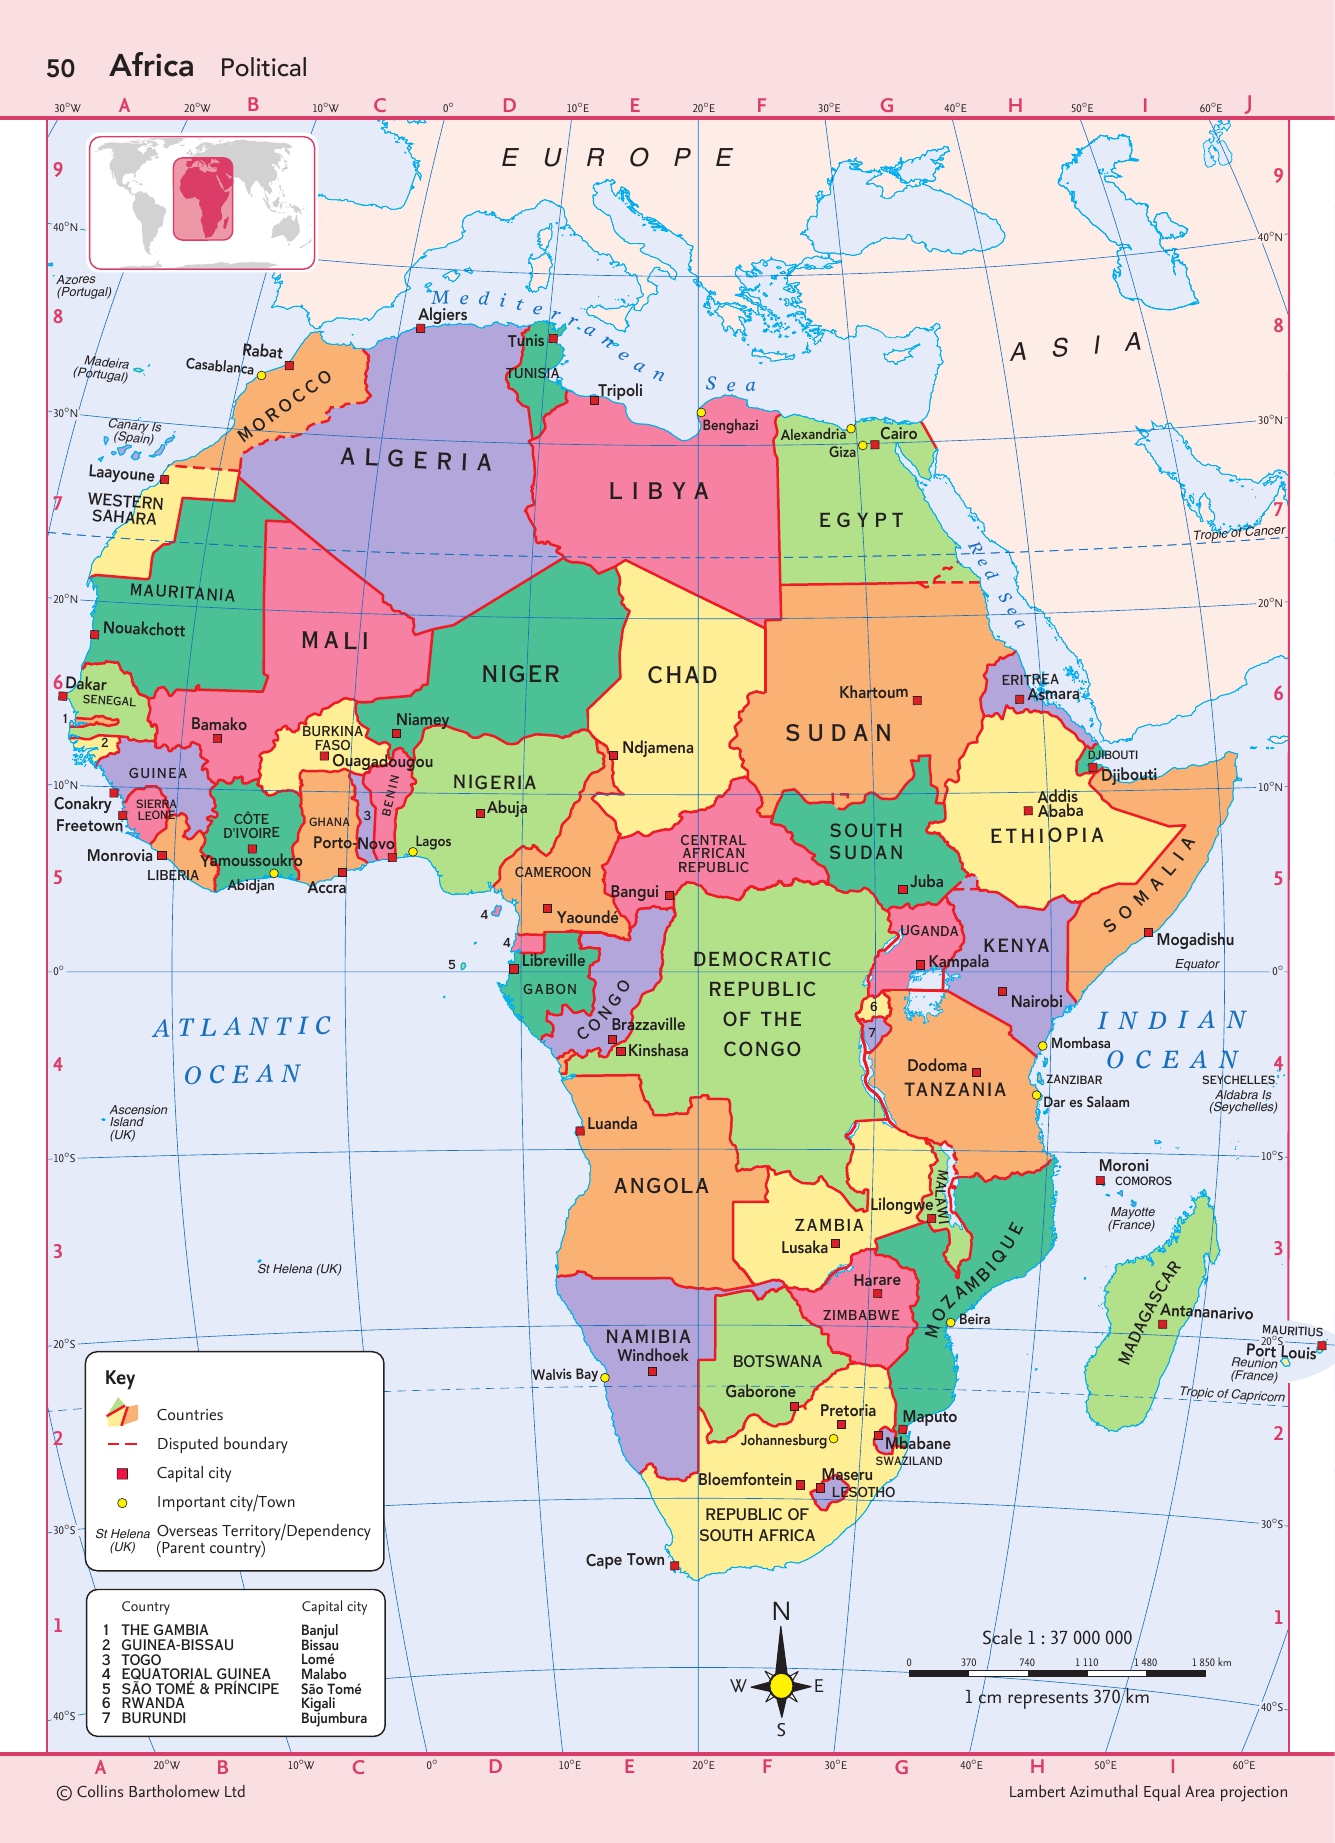 50 Africa Political
30°W A 20°W B 10°W C 0° D 10°E E 20°E F 30°E G 40°E H 50°E I 60°E J
9
EUROPE
9
40°N
40°N
Azores
(Portugal)
8
Mediterranean Sea
8
ASIA
Algiers
Tunis
TUNISIA
Rabat
Casablanca
Madeira
(Portugal)
MOROCCO
Tripoli
Benghazi
30°N
30°N
Canary Is
(Spain)
Alexandria
Cairo
Giza
Laayoune
ALGERIA
LIBYA
EGYPT
7
7
WESTERN
SAHARA
Tropic of Cancer
Red Sea
MAURITANIA
20°N
20°N
Nouakchott
MALI
NIGER
CHAD
Khartoum
SUDAN
ERITREA
Asmara
6
6
Dakar
SENEGAL
1
2
Bamako
BURKINA
FASO
Ouagadougou
Niamey
Ndjamena
DJIBOUTI
Djibouti
GUINEA
10°N
10°N
Conakry
Freetown
SIERRA
LEONE
CÔTE
D'IVOIRE
GHANA
3
BENIN
NIGERIA
Abuja
Addis
Ababa
ETHIOPIA
SOUTH
SUDAN
CENTRAL
AFRICAN
REPUBLIC
Porto-Novo
Lagos
Monrovia
LIBERIA
Yamoussoukro
Abidjan
Accra
5
5
CAMEROON
Bangui
Juba
SOMALIA
4
Yaoundé
UGANDA
KENYA
Mogadishu
4
5
Libreville
GABON
CONGO
DEMOCRATIC
REPUBLIC
OF THE
CONGO
Kampala
Equator
0°
0°
Nairobi
6
7
ATLANTIC
OCEAN
INDIAN
OCEAN
Brazzaville
Kinshasa
Mombasa
4
4
Dodoma
TANZANIA
ZANZIBAR
SEYCHELLES
Aldabra Is
(Seychelles)
Dar es Salaam
Ascension
Island
(UK)
Luanda
10°S
10°S
ANGOLA
Moroni
COMOROS
Mayotte
(France)
MALAWI
Lilongwe
ZAMBIA
Lusaka
3
3
St Helena (UK)
Harare
ZIMBABWE
MOZAMBIQUE
Beira
MADAGASCAR
Antananarivo
NAMIBIA
Windhoek
BOTSWANA
20°S
20°S
MAURITIUS
Port Louis
Reunion
(France)
Walvis Bay
Gaborone
Tropic of Capricorn
Pretoria
Johannesburg
Maputo
Mbabane
SWAZILAND
2
2
Bloemfontein
Maseru
LESOTHO
REPUBLIC OF
SOUTH AFRICA
30°S
30°S
Cape Town
Key
Countries
Disputed boundary
Capital city
Important city/Town
St Helena
(UK)
Overseas Territory/Dependency
(Parent country)
1
1
Country Capital city
1 THE GAMBIA Banjul
2 GUINEA-BISSAU Bissau
3 TOGO Lomé
4 EQUATORIAL GUINEA Malabo
5 SÃO TOMÉ & PRÍNCIPE São Tomé
6 RWANDA Kigali
7 BURUNDI Bujumbura
N
W E
S
Scale 1 : 37 000 000
0 370 740 1 110 1 480 1 850 km
1 cm represents 370 km
40°S
40°S
A 20°W B 10°W C 0° D 10°E E 20°E F 30°E G 40°E H 50°E I 60°E
© Collins Bartholomew Ltd
Lambert Azimuthal Equal Area projection